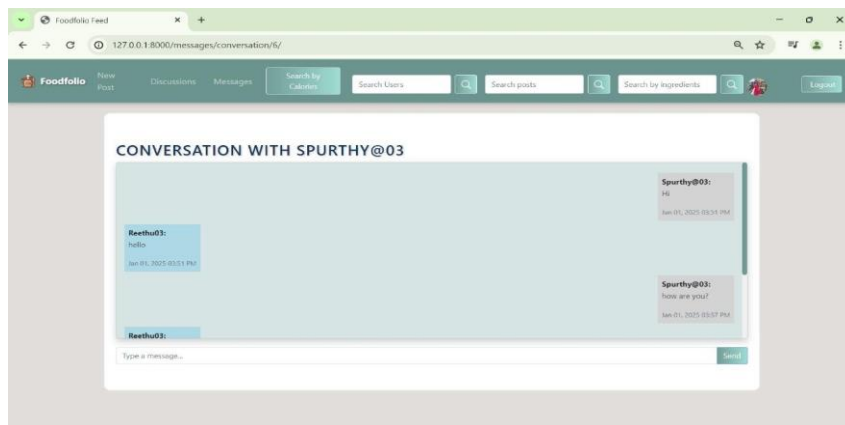 Foodfolio Feed
127.0.0.1:8000/messages/conversation/6/
Foodfolio
New Post
Discussions
Messages
Search by Calories
Search Users
Search posts
Search by ingredients
Logout
CONVERSATION WITH SPURTHY@03
Spurthy@03:
Hi
Jan 01, 2025 03:51 PM
Reethu03:
hello
Jan 01, 2025 03:51 PM
Spurthy@03:
how are you?
Jan 01, 2025 03:57 PM
Reethu03:
Type a message...
Send